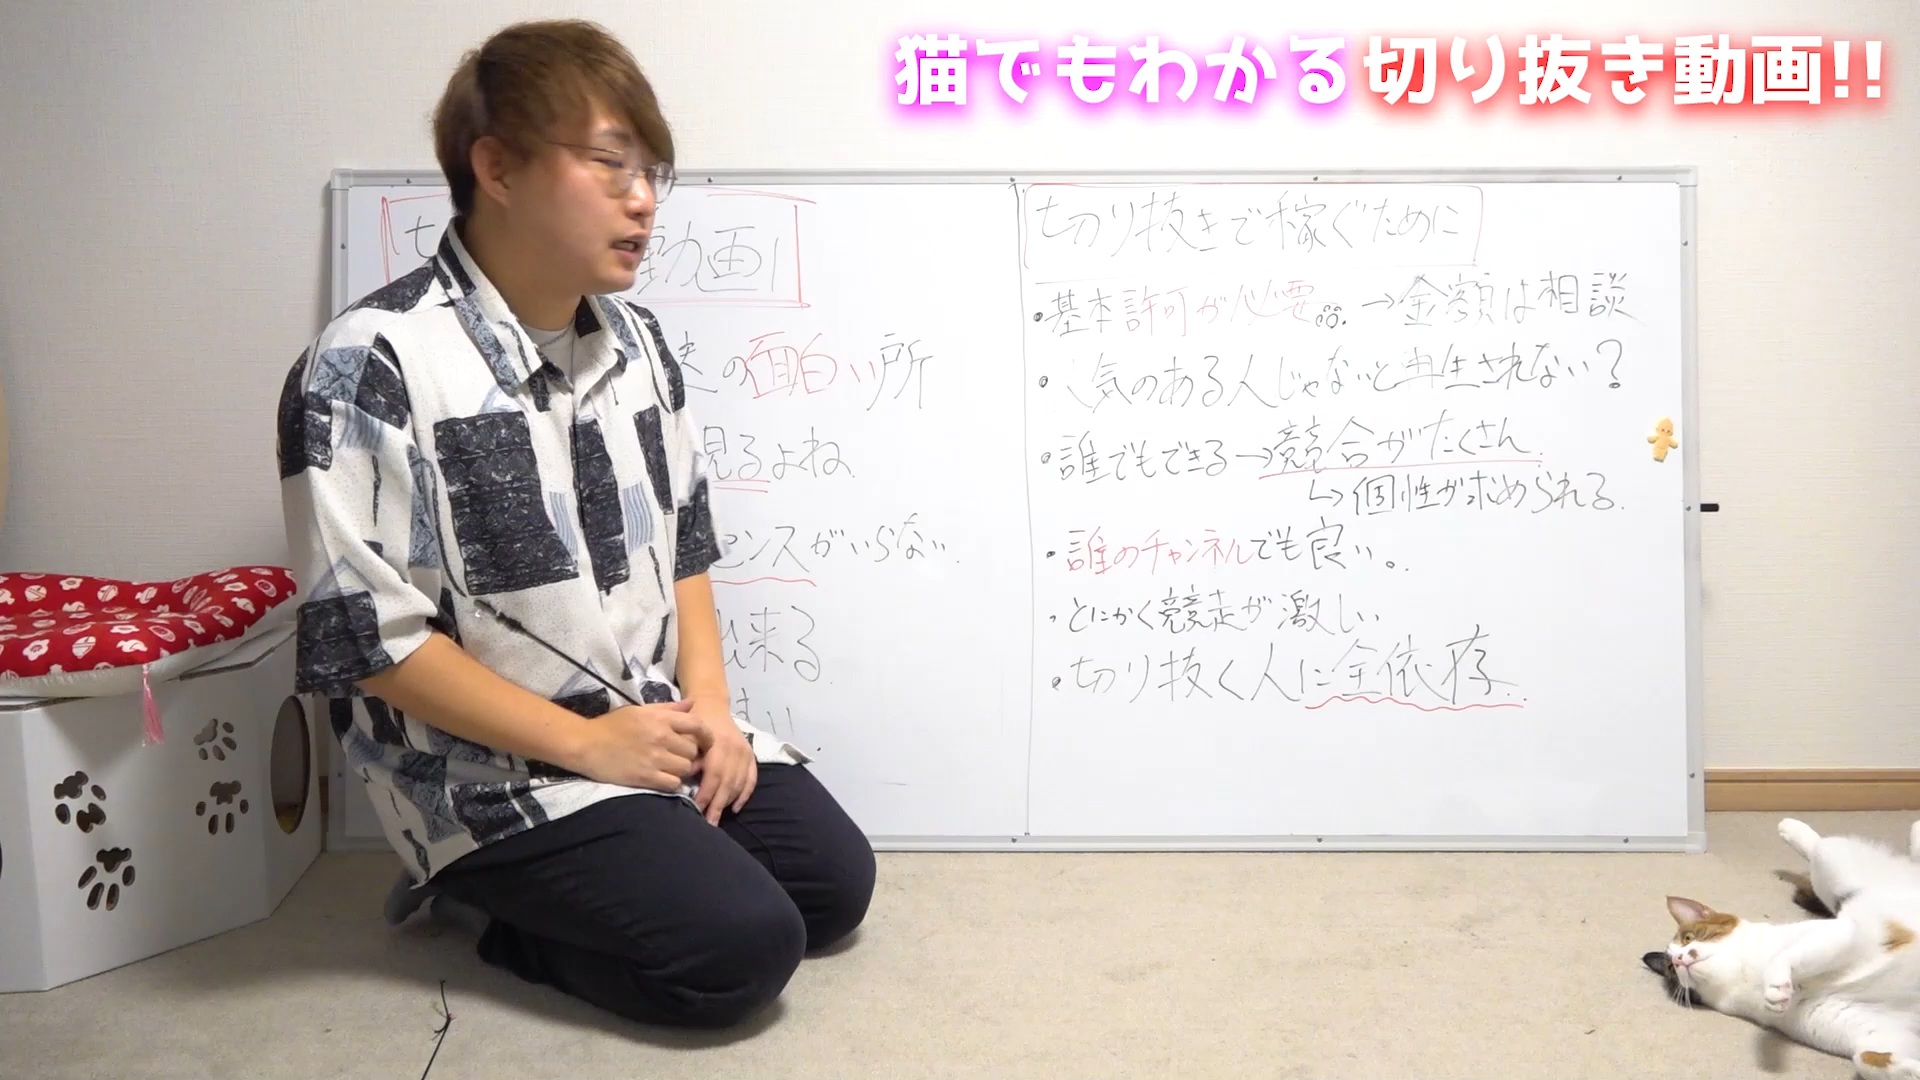 猫でもわかる切り抜き動画!!
動画
の面白い所
見るよね
センスがいらない.
出来る.
切り抜きで稼ぐために
・基本許可が必要 →金額は相談
・人気のある人じゃないと再生されない?
・誰でもできる→競合がたくさん.
↳個性が求められる.
・誰のチャンネルでも良い。
・とにかく競走が激しい
・切り抜く人に全依存.